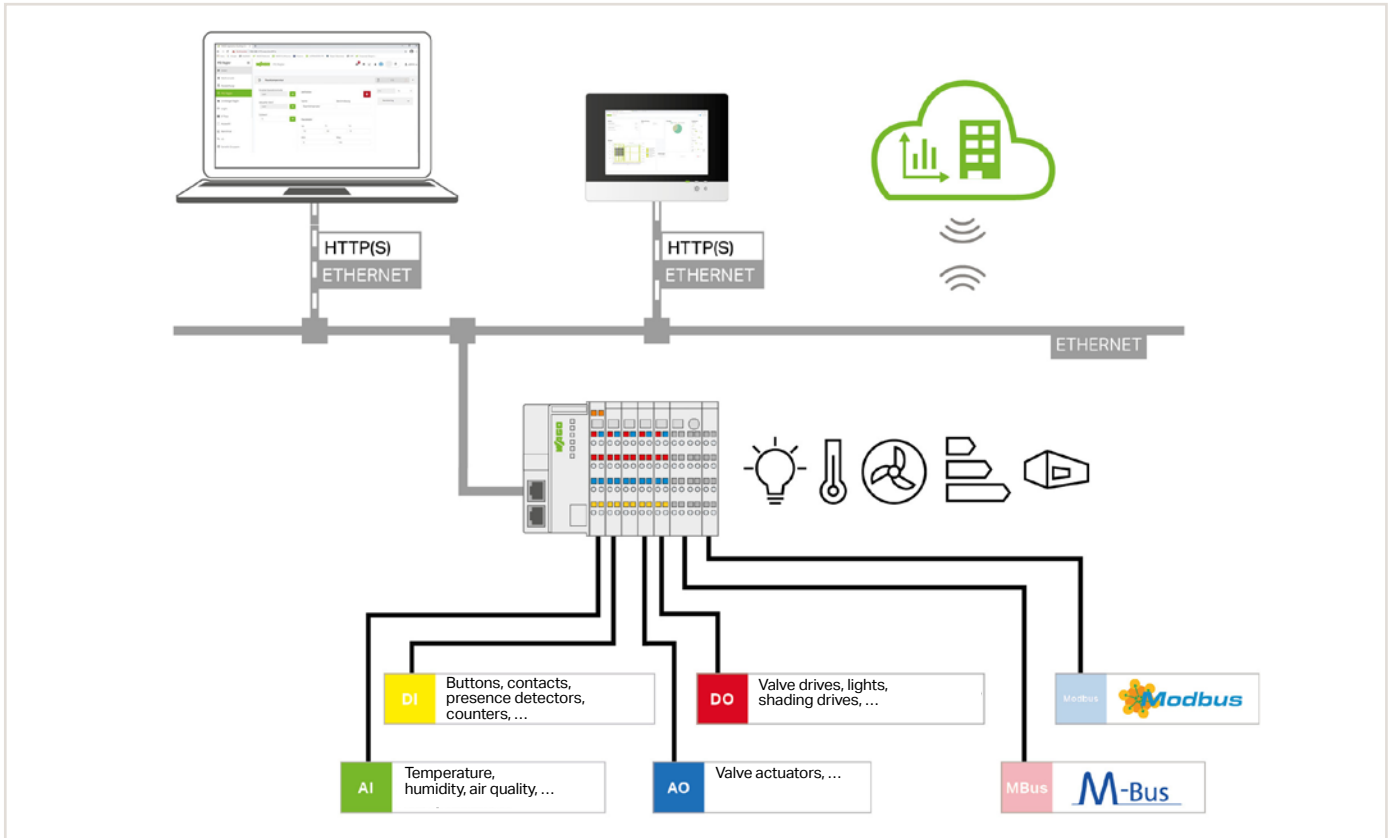 HTTP(S)
ETHERNET
HTTP(S)
ETHERNET
ETHERNET
WAGO
DI
Buttons, contacts,
presence detectors,
counters, …
DO
Valve drives, lights,
shading drives, …
Modbus
Modbus
AI
Temperature,
humidity, air quality, …
AO
Valve actuators, …
MBus
M-Bus